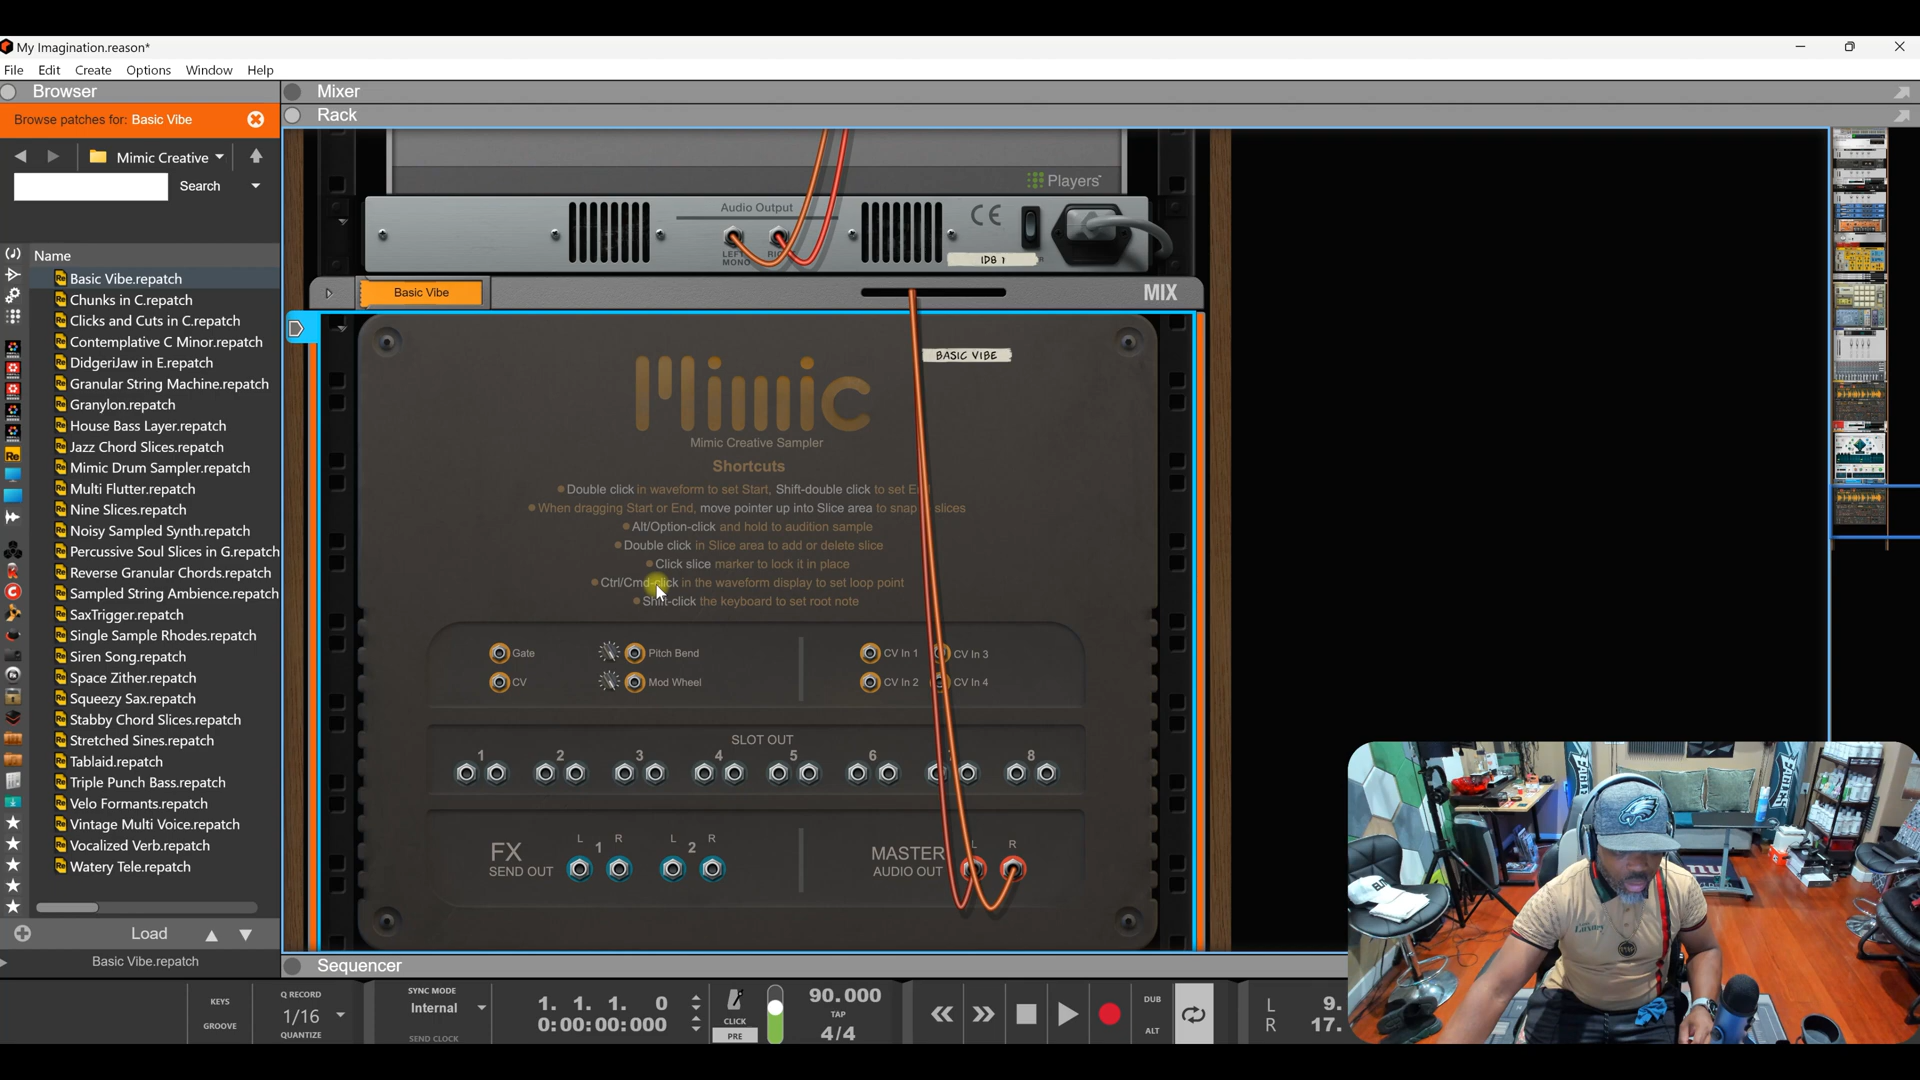 My Imagination.reason*
File Edit Create Options Window Help
Browser
Mixer
Browse patches for: Basic Vibe
Rack
Mimic Creative
Search
Players
Audio Output
LEFT
MONO
CE
IDB 1
Name
Basic Vibe
MIX
Basic Vibe.repatch
Chunks in C.repatch
Clicks and Cuts in C.repatch
Contemplative C Minor.repatch
DidgeriJaw in E.repatch
Granular String Machine.repatch
Granylon.repatch
House Bass Layer.repatch
Jazz Chord Slices.repatch
Mimic Drum Sampler.repatch
Multi Flutter.repatch
Nine Slices.repatch
Noisy Sampled Synth.repatch
Percussive Soul Slices in G.repatch
Reverse Granular Chords.repatch
Sampled String Ambience.repatch
SaxTrigger.repatch
Single Sample Rhodes.repatch
Siren Song.repatch
Space Zither.repatch
Squeezy Sax.repatch
Stabby Chord Slices.repatch
Stretched Sines.repatch
Tablaid.repatch
Triple Punch Bass.repatch
Velo Formants.repatch
Vintage Multi Voice.repatch
Vocalized Verb.repatch
Watery Tele.repatch
Load
Basic Vibe.repatch
BASIC VIBE
Mimic
Mimic Creative Sampler
Shortcuts
Double click in waveform to set Start, Shift-double click to set E
When dragging Start or End, move pointer up into Slice area to snap slices
Alt/Option-click and hold to audition sample
Double click in Slice area to add or delete slice
Click slice marker to lock it in place
Ctrl/Cmd-click in the waveform display to set loop point
Shift-click the keyboard to set root note
Gate Pitch Bend CV In 1 CV In 3
CV Mod Wheel CV In 2 CV In 4
SLOT OUT
1 2 3 4 5 6 7 8
L R L R L R
FX 1 2 MASTER
SEND OUT AUDIO OUT
Sequencer
KEYS
GROOVE
Q RECORD
1/16
QUANTIZE
SYNC MODE
Internal
SEND CLOCK
1. 1. 1. 0
0:00:00:000
CLICK
PRE
90.000
TAP
4/4
DUB
ALT
L 9.
R 17.
EAGLES